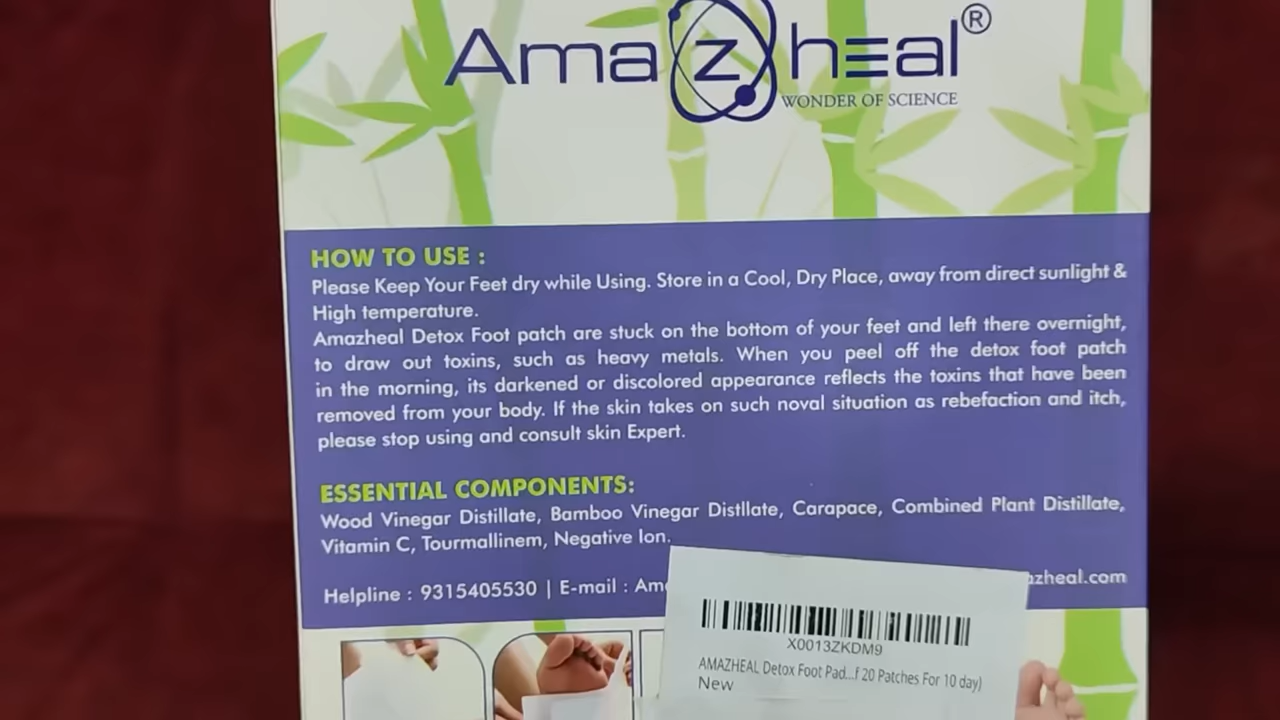 Amazheal®
WONDER OF SCIENCE
HOW TO USE :
Please Keep Your Feet dry while Using. Store in a Cool, Dry Place, away from direct sunlight &
High temperature.
Amazheal Detox Foot patch are stuck on the bottom of your feet and left there overnight,
to draw out toxins, such as heavy metals. When you peel off the detox foot patch
in the morning, its darkened or discolored appearance reflects the toxins that have been
removed from your body. If the skin takes on such noval situation as rebefaction and itch,
please stop using and consult skin Expert.
ESSENTIAL COMPONENTS:
Wood Vinegar Distillate, Bamboo Vinegar Distllate, Carapace, Combined Plant Distillate,
Vitamin C, Tourmallinem, Negative Ion.
Helpline : 9315405530 | E-mail : Am azheal.com
X0013ZKDM9
AMAZHEAL Detox Foot Pad...f 20 Patches For 10 day)
New